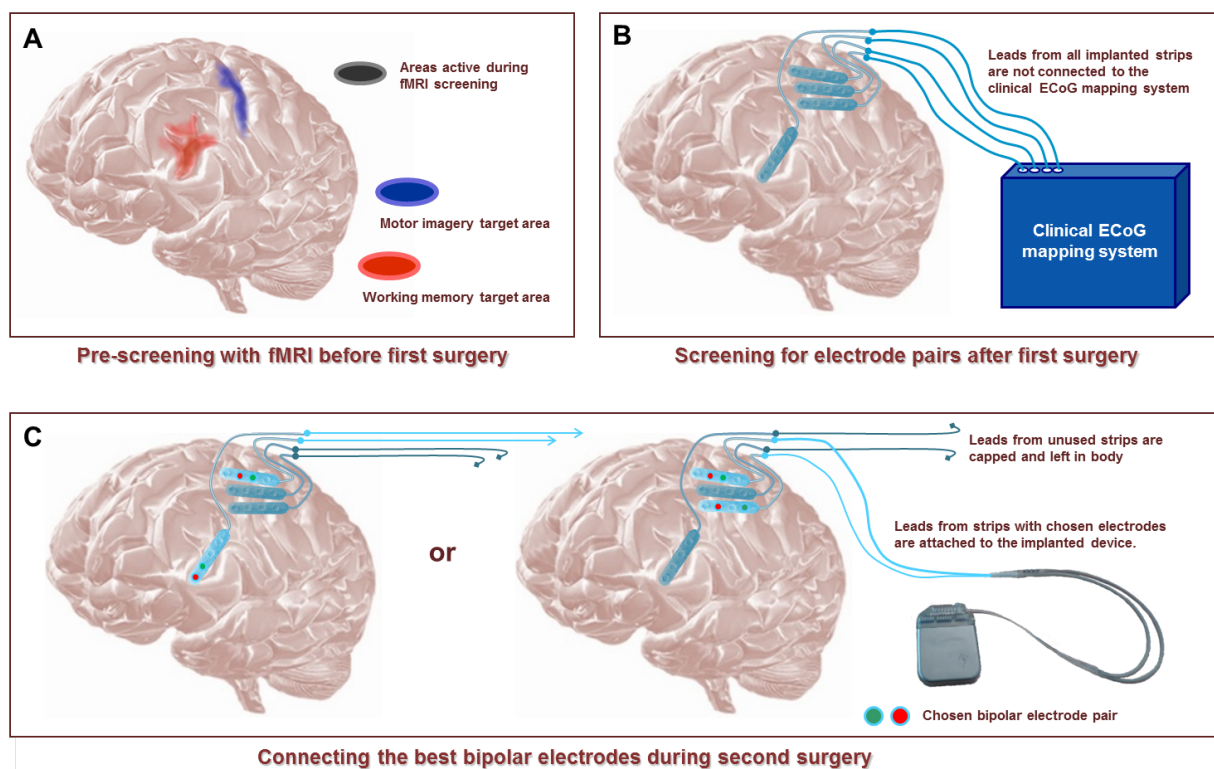 A
Areas active during
fMRI screening
Motor imagery target area
Working memory target area
Pre-screening with fMRI before first surgery
B
Leads from all implanted strips
are not connected to the
clinical ECoG mapping system
Clinical ECoG
mapping system
Screening for electrode pairs after first surgery
C
or
Leads from unused strips are
capped and left in body
Leads from strips with chosen electrodes
are attached to the implanted device.
Chosen bipolar electrode pair
Connecting the best bipolar electrodes during second surgery